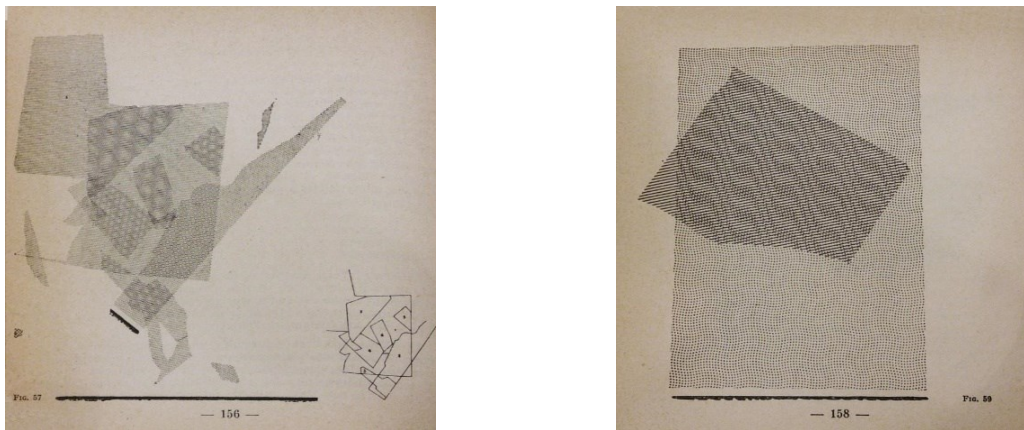 FIG. 57
— 156 —
FIG. 59
— 158 —